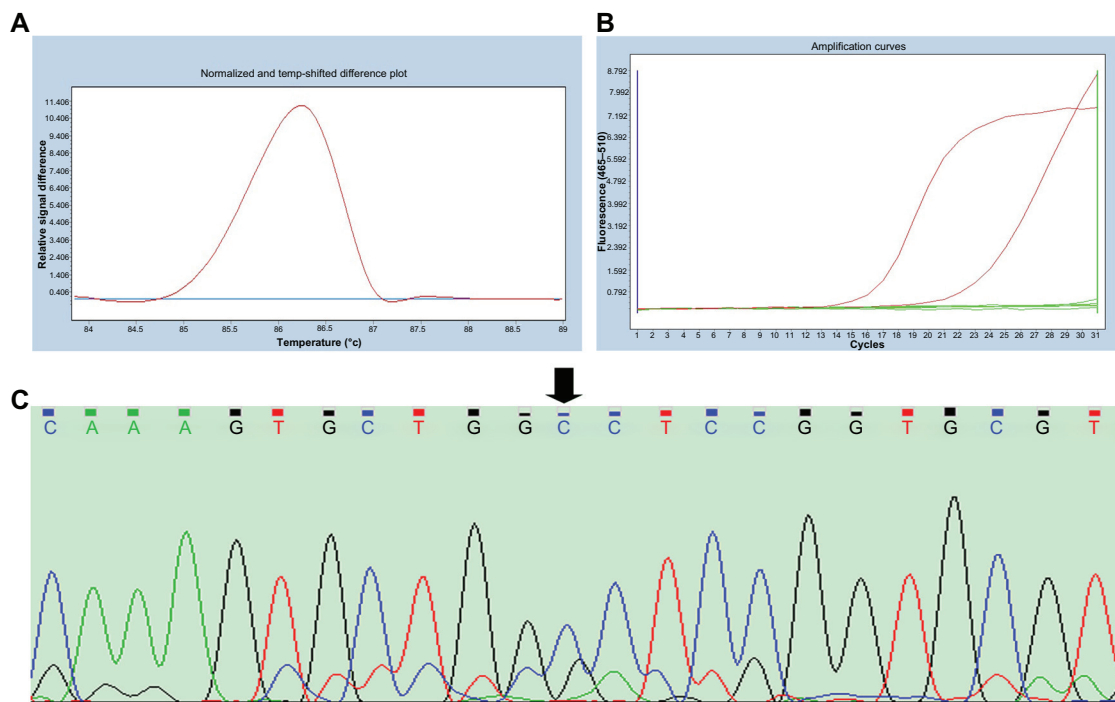 A
Normalized and temp-shifted difference plot
Relative signal difference
11.406
10.406
9.406
8.406
7.406
6.406
5.406
4.406
3.406
2.406
1.406
0.406
84 84.5 85 85.5 86 86.5 87 87.5 88 88.5 89
Temperature (°c)
B
Amplification curves
Fluorescence (465–510)
8.792
7.992
7.192
6.392
5.592
4.792
3.992
3.192
2.392
1.592
0.792
1 2 3 4 5 6 7 8 9 10 11 12 13 14 15 16 17 18 19 20 21 22 23 24 25 26 27 28 29 30 31
Cycles
C
C A A A G T G C T G G C C T C C G G T G C G T